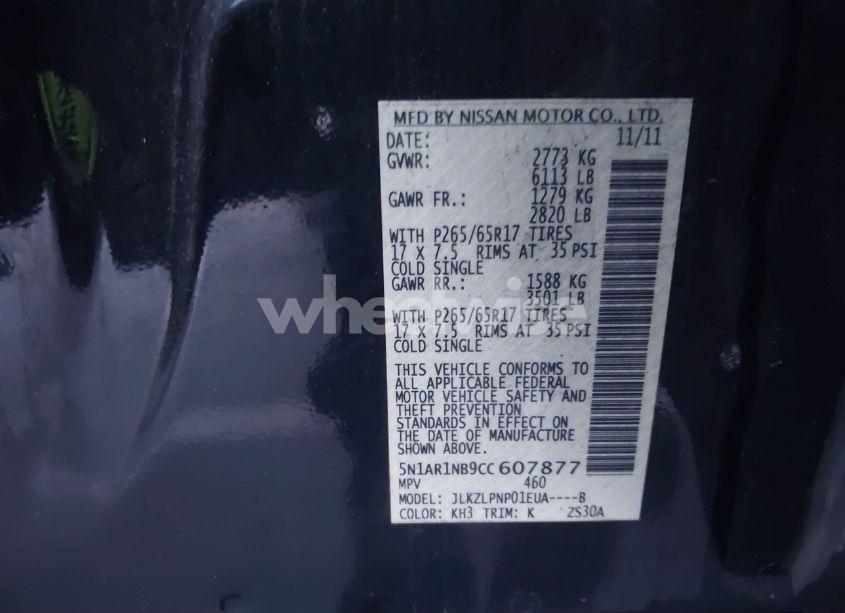 MFD BY NISSAN MOTOR CO., LTD.
DATE: 11/11
GVWR: 2773 KG
6113 LB
GAWR FR.: 1279 KG
2820 LB
WITH P265/65R17 TIRES
17 X 7.5 RIMS AT 35 PSI
COLD SINGLE
GAWR RR.: 1588 KG
3501 LB
WITH P265/65R17 TIRES
17 X 7.5 RIMS AT 35 PSI
COLD SINGLE
THIS VEHICLE CONFORMS TO
ALL APPLICABLE FEDERAL
MOTOR VEHICLE SAFETY AND
THEFT PREVENTION
STANDARDS IN EFFECT ON
THE DATE OF MANUFACTURE
SHOWN ABOVE.
5N1AR1NB9CC607877
MPV 460
MODEL: JLKZLPNP01EUA----B
COLOR: KH3 TRIM: K ZS30A
wheelwise